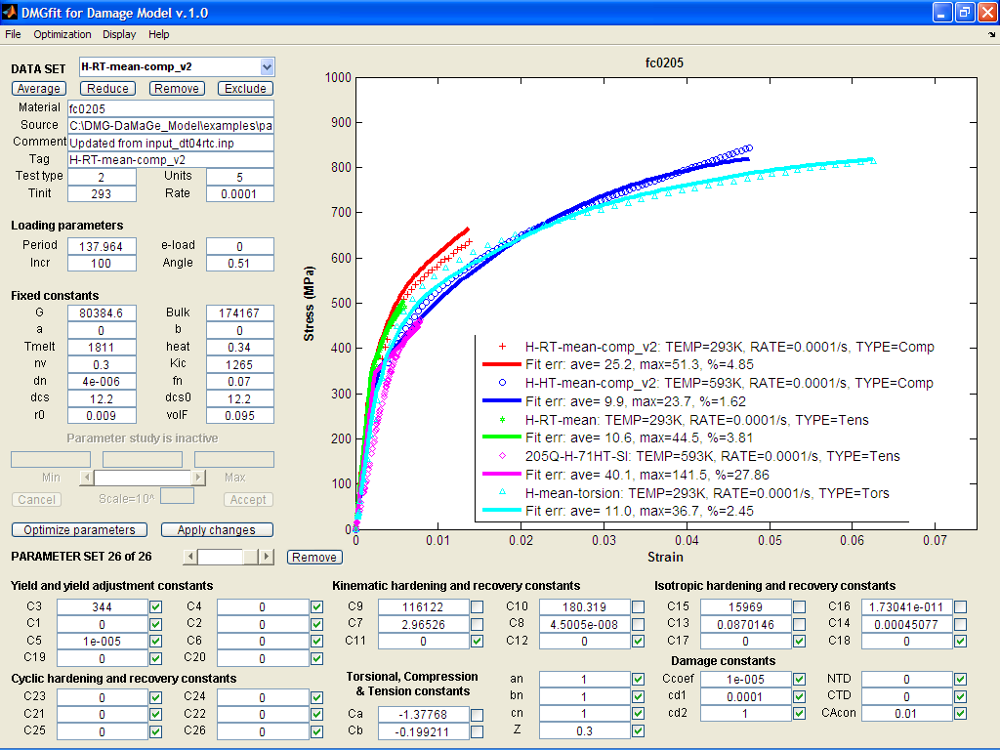 DMGfit for Damage Model v.1.0
File Optimization Display Help
DATA SET H-RT-mean-comp_v2
Average Reduce Remove Exclude
Material fc0205
Source C:\DMG-DaMaGe_Model\examples\pa
Comment Updated from input_dt04rtc.inp
Tag H-RT-mean-comp_v2
Test type 2 Units 5
Tinit 293 Rate 0.0001
Loading parameters
Period 137.964 e-load 0
Incr 100 Angle 0.51
Fixed constants
G 80384.6 Bulk 174167
a 0 b 0
Tmelt 1811 heat 0.34
nv 0.3 Kic 1265
dn 4e-006 fn 0.07
dcs 12.2 dcs0 12.2
r0 0.009 volF 0.095
Parameter study is inactive
Min Max
Cancel Scale=10^ Accept
Optimize parameters Apply changes
PARAMETER SET 26 of 26 Remove
fc0205
1000
900
800
700
600
500
400
300
200
100
0
Stress (MPa)
0 0.01 0.02 0.03 0.04 0.05 0.06 0.07
Strain
H-RT-mean-comp_v2: TEMP=293K, RATE=0.0001/s, TYPE=Comp
Fit err: ave= 25.2, max=51.3, %=4.85
H-HT-mean-comp_v2: TEMP=593K, RATE=0.0001/s, TYPE=Comp
Fit err: ave= 9.9, max=23.7, %=1.62
H-RT-mean: TEMP=293K, RATE=0.0001/s, TYPE=Tens
Fit err: ave= 10.6, max=44.5, %=3.81
205Q-H-71HT-SI: TEMP=593K, RATE=0.0001/s, TYPE=Tens
Fit err: ave= 40.1, max=141.5, %=27.86
H-mean-torsion: TEMP=293K, RATE=0.0001/s, TYPE=Tors
Fit err: ave= 11.0, max=36.7, %=2.45
Yield and yield adjustment constants
C3 344 C4 0
C1 0 C2 0
C5 1e-005 C6 0
C19 0 C20 0
Cyclic hardening and recovery constants
C23 0 C24 0
C21 0 C22 0
C25 0 C26 0
Kinematic hardening and recovery constants
C9 116122 C10 180.319
C7 2.96526 C8 4.5005e-008
C11 0 C12 0
Torsional, Compression
& Tension constants
Ca -1.37768
Cb -0.199211
an 1
bn 1
cn 1
Z 0.3
Isotropic hardening and recovery constants
C15 15969 C16 1.73041e-011
C13 0.0870146 C14 0.00045077
C17 0 C18 0
Damage constants
Ccoef 1e-005 NTD 0
cd1 0.0001 CTD 0
cd2 1 CAcon 0.01